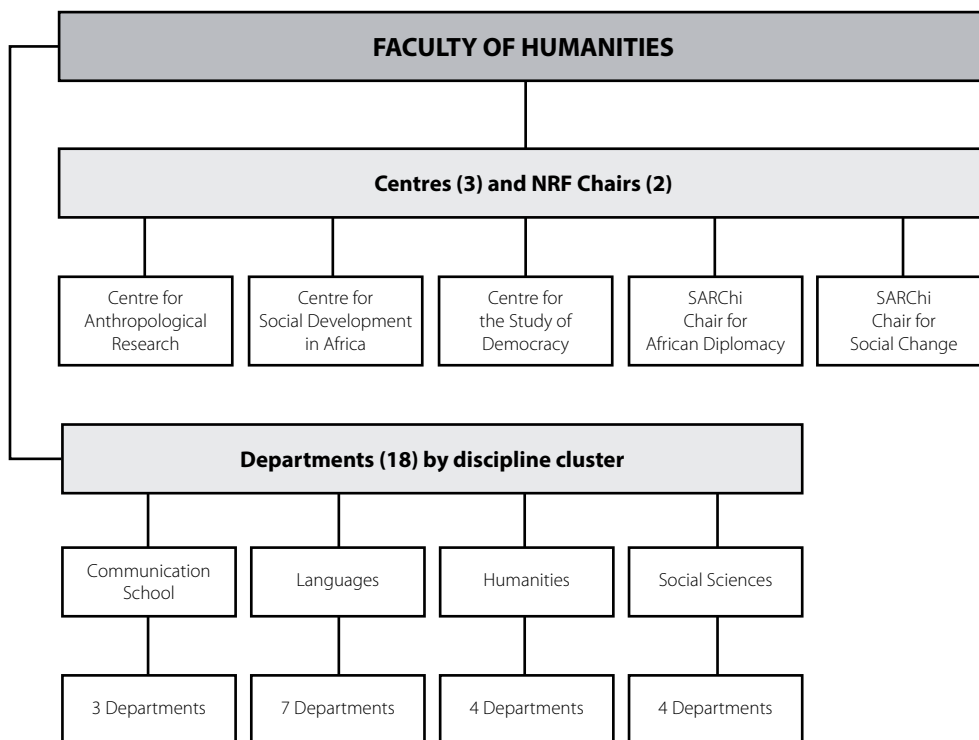 FACULTY OF HUMANITIES
Centres (3) and NRF Chairs (2)
Centre for
Anthropological
Research
Centre for
Social Development
in Africa
Centre for
the Study of
Democracy
SARChi
Chair for
African Diplomacy
SARChi
Chair for
Social Change
Departments (18) by discipline cluster
Communication
School
Languages
Humanities
Social Sciences
3 Departments
7 Departments
4 Departments
4 Departments